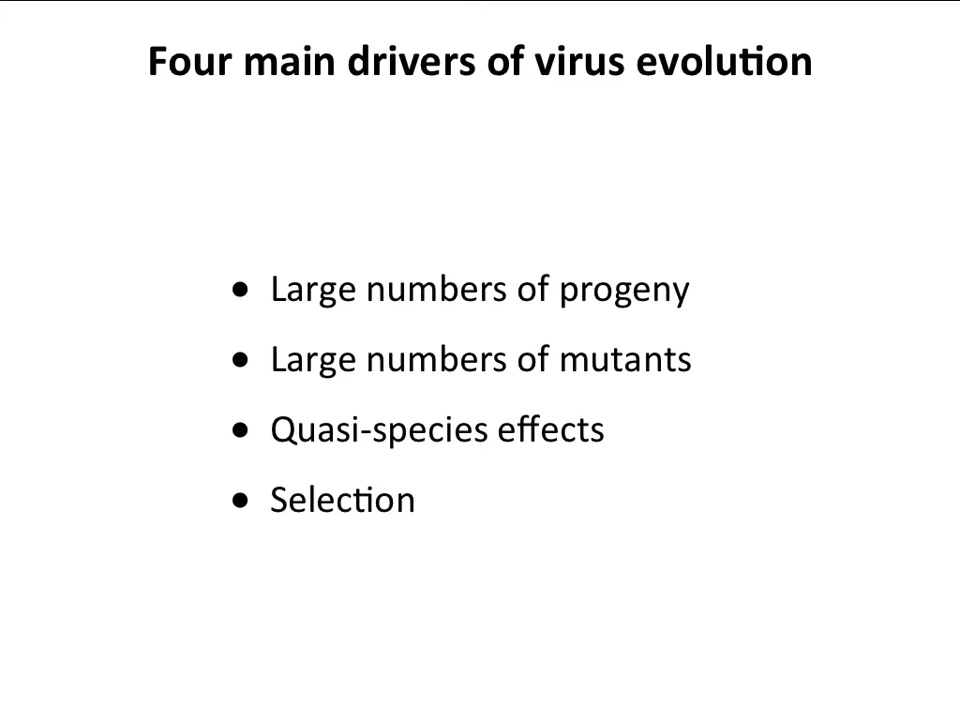 Four main drivers of virus evolution
• Large numbers of progeny
• Large numbers of mutants
• Quasi-species effects
• Selection